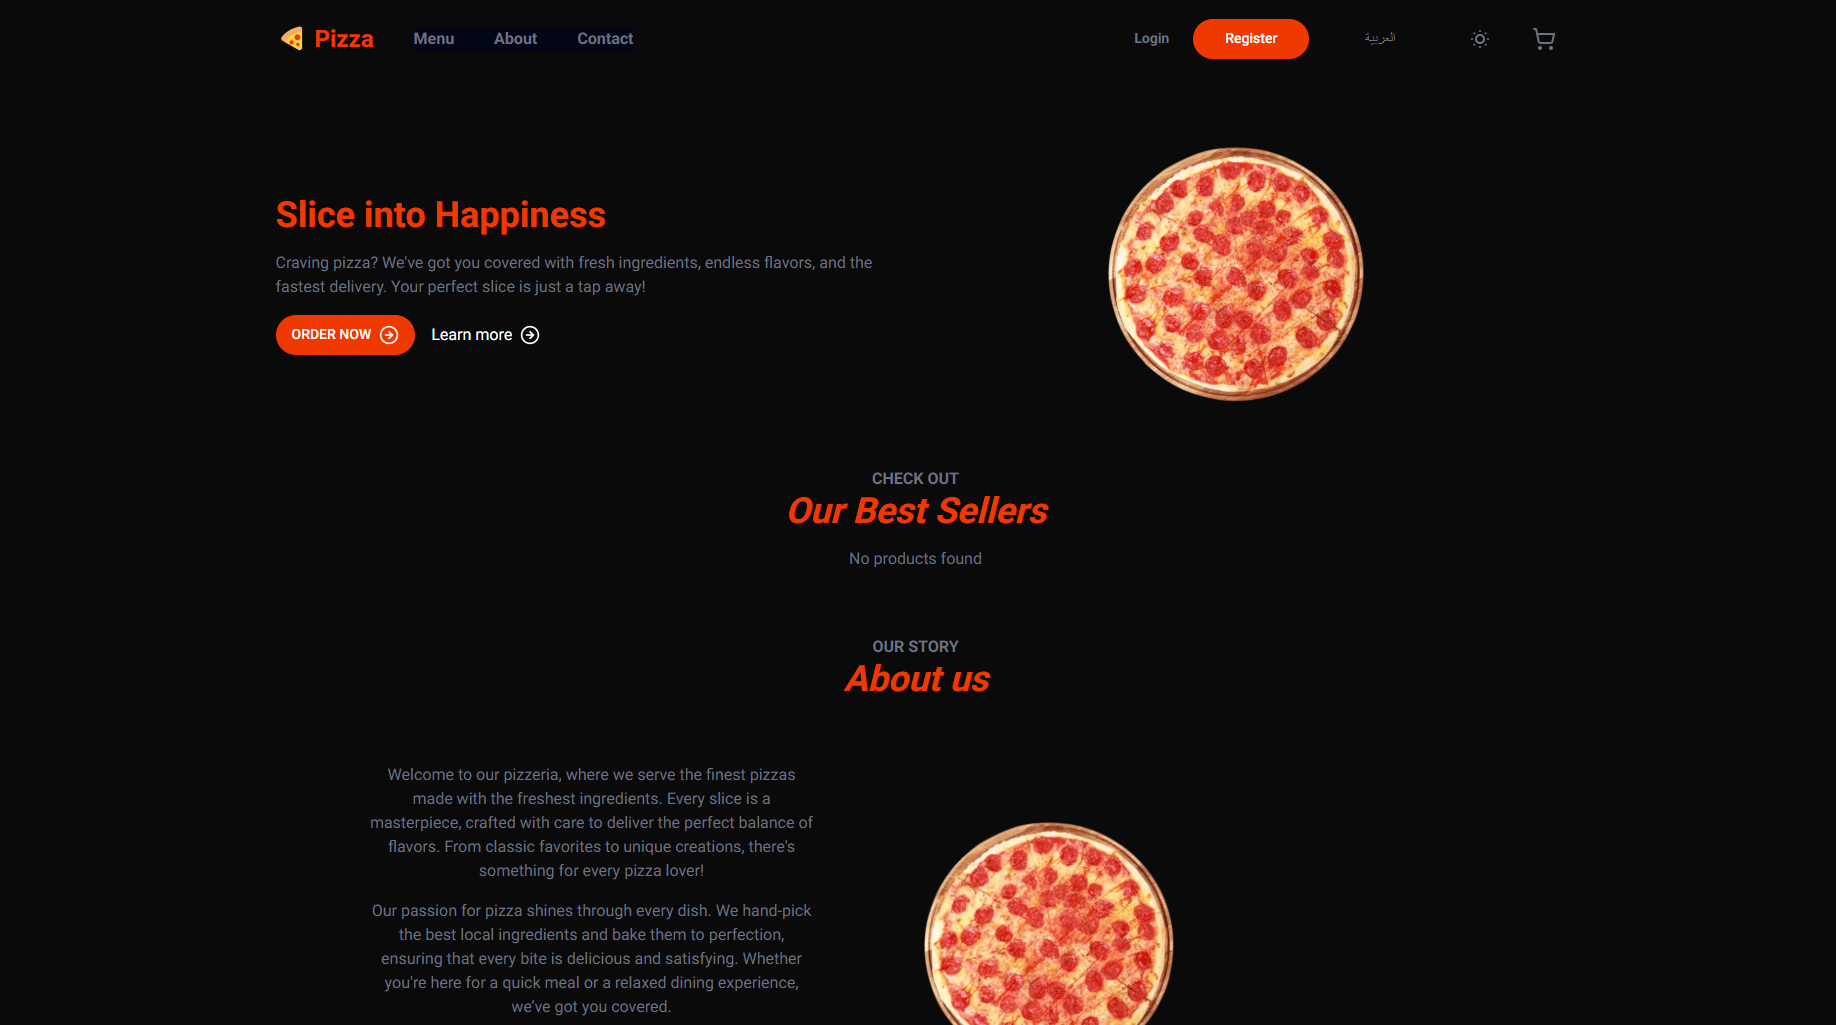 Pizza
Menu
About
Contact
Login
Register
العربية
Slice into Happiness
Craving pizza? We've got you covered with fresh ingredients, endless flavors, and the
fastest delivery. Your perfect slice is just a tap away!
ORDER NOW
Learn more
CHECK OUT
Our Best Sellers
No products found
OUR STORY
About us
Welcome to our pizzeria, where we serve the finest pizzas
made with the freshest ingredients. Every slice is a
masterpiece, crafted with care to deliver the perfect balance of
flavors. From classic favorites to unique creations, there's
something for every pizza lover!
Our passion for pizza shines through every dish. We hand-pick
the best local ingredients and bake them to perfection,
ensuring that every bite is delicious and satisfying. Whether
you're here for a quick meal or a relaxed dining experience,
we’ve got you covered.